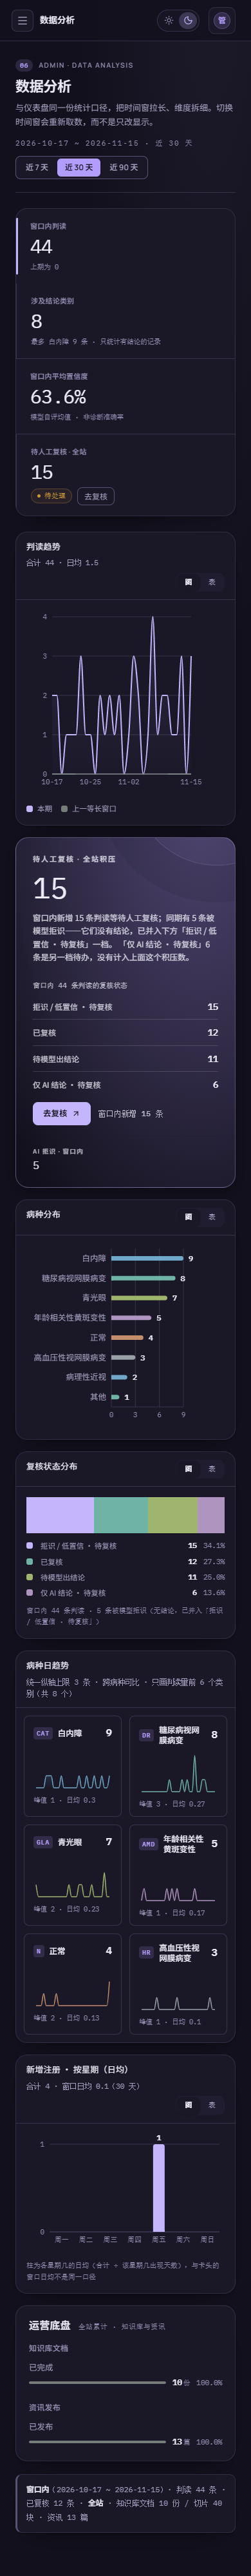 数据分析
管
06 ADMIN · DATA ANALYSIS
数据分析
与仪表盘同一统计口径，把时间窗拉长、维度拆细。切换
时间窗会重新取数，而不是只改显示。
2026-10-17 ~ 2026-11-15 · 近 30 天
近 7 天 近 30 天 近 90 天
窗口内判读
44
上期为 0
涉及结论类别
8
最多 白内障 9 条 · 只统计有结论的记录
窗口内平均置信度
63.6%
模型自评均值 · 非诊断准确率
待人工复核 · 全站
15
待处理 去复核
判读趋势
合计 44 · 日均 1.5
图 表
4
3
2
1
0
10-17 10-25 11-02 11-15
本期 上一等长窗口
待人工复核 · 全站积压
15
窗口内新增 15 条判读等待人工复核；同期有 5 条被
模型拒识——它们没有结论，已并入下方「拒识 / 低
置信 · 待复核」一档。 「仅 AI 结论 · 待复核」6
条是另一档待办，没有计入上面这个积压数。
窗口内 44 条判读的复核状态
拒识 / 低置信 · 待复核 15
已复核 12
待模型出结论 11
仅 AI 结论 · 待复核 6
去复核 ↗ 窗口内新增 15 条
AI 拒识 · 窗口内
5
病种分布
图 表
白内障 9
糖尿病视网膜病变 8
青光眼 7
年龄相关性黄斑变性 5
正常 4
高血压性视网膜病变 3
病理性近视 2
其他 1
0 3 6 9
复核状态分布
图 表
拒识 / 低置信 · 待复核 15 34.1%
已复核 12 27.3%
待模型出结论 11 25.0%
仅 AI 结论 · 待复核 6 13.6%
窗口内 44 条判读 · 5 条被模型拒识（无结论，已并入「拒识
/ 低置信 · 待复核」）
病种日趋势
统一纵轴上限 3 条 · 跨病种可比 · 只画判读量前 6 个类
别（共 8 个）
CAT 白内障 9
峰值 1 · 日均 0.3
DR 糖尿病视网
膜病变 8
峰值 3 · 日均 0.27
GLA 青光眼 7
峰值 2 · 日均 0.23
AMD 年龄相关性
黄斑变性 5
峰值 1 · 日均 0.17
N 正常 4
峰值 2 · 日均 0.13
HR 高血压性视
网膜病变 3
峰值 1 · 日均 0.1
新增注册 · 按星期（日均）
合计 4 · 窗口日均 0.1（30 天）
图 表
1
1
0
周一 周二 周三 周四 周五 周六 周日
柱为各星期几的日均（合计 ÷ 该星期几出现天数），与卡头的
窗口日均不是同一口径
运营底盘 全站累计 · 知识库与资讯
知识库文档
已完成
10 份 100.0%
资讯发布
已发布
13 篇 100.0%
窗口内（2026-10-17 ~ 2026-11-15）· 判读 44 条 ·
已复核 12 条 · 全站 · 知识库文档 10 份 / 切片 40
块 · 资讯 13 篇